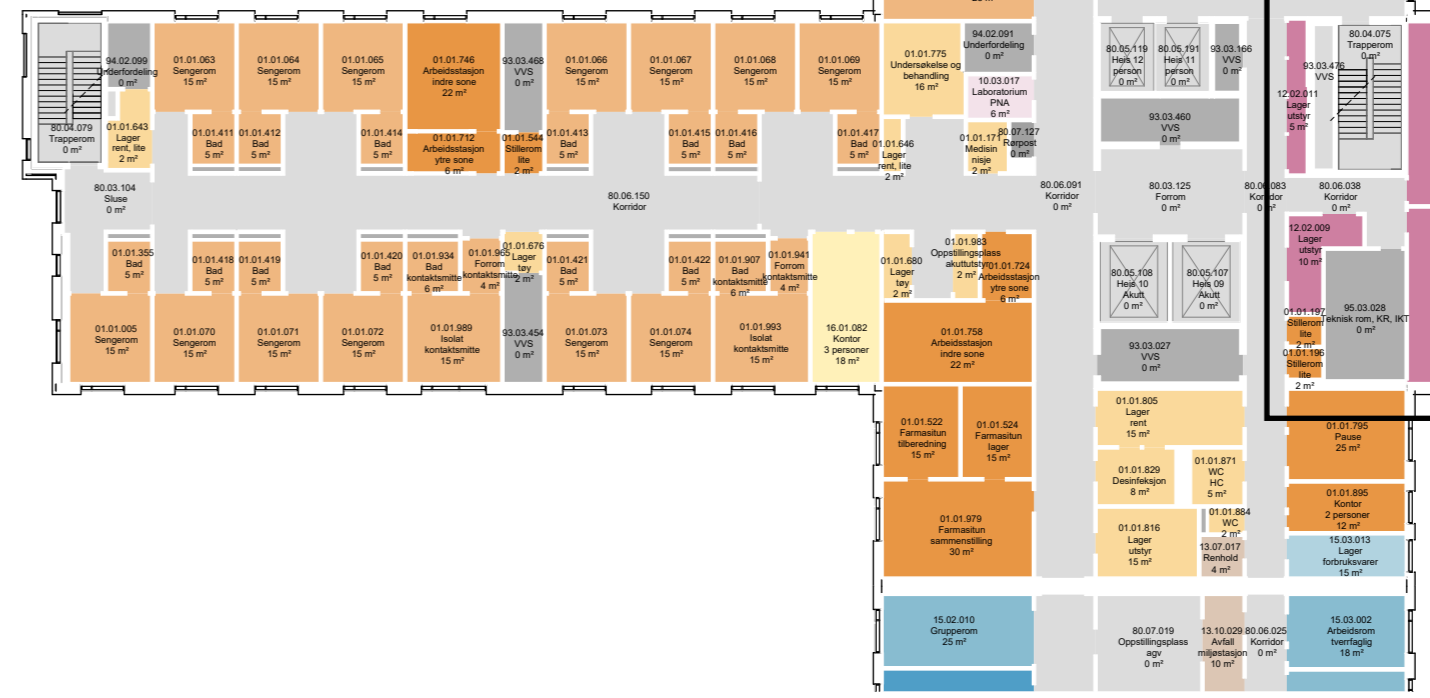 25 m²
94.02.099
Underfordeling
0 m²
01.01.063
Sengerom
15 m²
01.01.064
Sengerom
15 m²
01.01.065
Sengerom
15 m²
01.01.746
Arbeidsstasjon
indre sone
22 m²
93.03.468
VVS
0 m²
01.01.066
Sengerom
15 m²
01.01.067
Sengerom
15 m²
01.01.068
Sengerom
15 m²
01.01.069
Sengerom
15 m²
01.01.775
Undersøkelse og
behandling
16 m²
94.02.091
Underfordeling
0 m²
10.03.017
Laboratorium
PNA
6 m²
80.05.119
Heis 12
person
0 m²
80.05.191
Heis 11
person
0 m²
93.03.166
VVS
0 m²
93.03.476
VVS
80.04.075
Trapperom
0 m²
12.02.011
Lager
utstyr
5 m²
93.03.460
VVS
0 m²
80.04.079
Trapperom
0 m²
01.01.643
Lager
rent, lite
2 m²
01.01.411
Bad
5 m²
01.01.412
Bad
5 m²
01.01.414
Bad
5 m²
01.01.712
Arbeidsstasjon
ytre sone
6 m²
01.01.544
Stillerom
lite
2 m²
01.01.413
Bad
5 m²
01.01.415
Bad
5 m²
01.01.416
Bad
5 m²
01.01.417
Bad
5 m²
01.01.646
Lager
rent, lite
2 m²
01.01.171
Medisin
nisje
2 m²
80.07.127
Rørpost
0 m²
80.03.104
Sluse
0 m²
80.06.150
Korridor
80.06.091
Korridor
0 m²
80.03.125
Forrom
0 m²
80.06.083
Korridor
0 m²
80.06.038
Korridor
0 m²
01.01.355
Bad
5 m²
01.01.418
Bad
5 m²
01.01.419
Bad
5 m²
01.01.420
Bad
5 m²
01.01.934
Bad
kontaktsmitte
6 m²
01.01.965
Forrom
kontaktsmitte
4 m²
01.01.676
Lager
tøy
2 m²
01.01.421
Bad
5 m²
01.01.422
Bad
5 m²
01.01.907
Bad
kontaktsmitte
6 m²
01.01.941
Forrom
kontaktsmitte
4 m²
01.01.680
Lager
tøy
2 m²
01.01.983
Oppstillingsplass
akuttutstyr
2 m²
01.01.724
Arbeidsstasjon
ytre sone
6 m²
80.05.108
Heis 10
Akutt
0 m²
80.05.107
Heis 09
Akutt
0 m²
12.02.009
Lager
utstyr
10 m²
95.03.028
Teknisk rom, KR, IKT
0 m²
01.01.197
Stillerom
lite
2 m²
01.01.196
Stillerom
lite
2 m²
01.01.005
Sengerom
15 m²
01.01.070
Sengerom
15 m²
01.01.071
Sengerom
15 m²
01.01.072
Sengerom
15 m²
01.01.989
Isolat
kontaktsmitte
15 m²
93.03.454
VVS
0 m²
01.01.073
Sengerom
15 m²
01.01.074
Sengerom
15 m²
01.01.993
Isolat
kontaktsmitte
15 m²
16.01.082
Kontor
3 personer
18 m²
01.01.758
Arbeidsstasjon
indre sone
22 m²
93.03.027
VVS
0 m²
01.01.522
Farmasitun
tilberedning
15 m²
01.01.524
Farmasitun
lager
15 m²
01.01.805
Lager
rent
15 m²
01.01.795
Pause
25 m²
01.01.829
Desinfeksjon
8 m²
01.01.871
WC
HC
5 m²
01.01.979
Farmasitun
sammenstilling
30 m²
01.01.816
Lager
utstyr
15 m²
01.01.884
WC
2 m²
13.07.017
Renhold
4 m²
01.01.895
Kontor
2 personer
12 m²
15.03.013
Lager
forbruksvarer
15 m²
15.02.010
Grupperom
25 m²
80.07.019
Oppstillingsplass
agv
0 m²
13.10.029
Avfall
miljøstasjon
10 m²
80.06.025
Korridor
0 m²
15.03.002
Arbeidsrom
tverrfaglig
18 m²